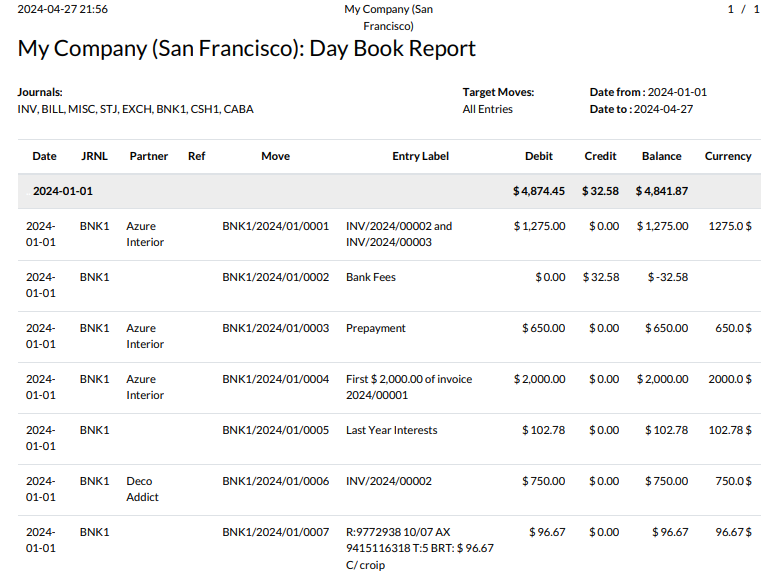 2024-04-27 21:56 My Company (San 1 / 1
Francisco)
My Company (San Francisco): Day Book Report
Journals: Target Moves: Date from : 2024-01-01
INV, BILL, MISC, STJ, EXCH, BNK1, CSH1, CABA All Entries Date to : 2024-04-27
Date JRNL Partner Ref Move Entry Label Debit Credit Balance Currency
2024-01-01 $ 4,874.45 $ 32.58 $ 4,841.87
2024- BNK1 Azure BNK1/2024/01/0001 INV/2024/00002 and $ 1,275.00 $ 0.00 $ 1,275.00 1275.0 $
01-01 Interior INV/2024/00003
2024- BNK1 BNK1/2024/01/0002 Bank Fees $ 0.00 $ 32.58 $ -32.58
01-01
2024- BNK1 Azure BNK1/2024/01/0003 Prepayment $ 650.00 $ 0.00 $ 650.00 650.0 $
01-01 Interior
2024- BNK1 Azure BNK1/2024/01/0004 First $ 2,000.00 of invoice $ 2,000.00 $ 0.00 $ 2,000.00 2000.0 $
01-01 Interior 2024/00001
2024- BNK1 BNK1/2024/01/0005 Last Year Interests $ 102.78 $ 0.00 $ 102.78 102.78 $
01-01
2024- BNK1 Deco BNK1/2024/01/0006 INV/2024/00002 $ 750.00 $ 0.00 $ 750.00 750.0 $
01-01 Addict
2024- BNK1 BNK1/2024/01/0007 R:9772938 10/07 AX $ 96.67 $ 0.00 $ 96.67 96.67 $
01-01 9415116318 T:5 BRT: $ 96.67
C/ croip